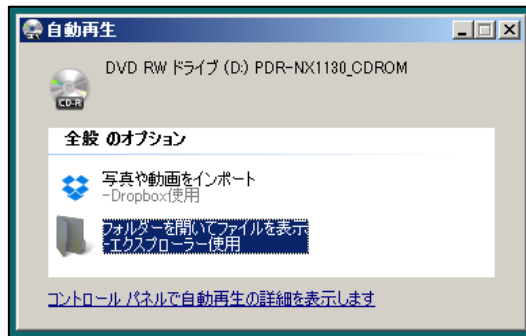 自動再生
DVD RW ドライブ (D:) PDR-NX1130_CDROM
CD-R
全般 のオプション
写真や動画をインポート
-Dropbox使用
フォルダーを開いてファイルを表示
-エクスプローラー使用
コントロール パネルで自動再生の詳細を表示します